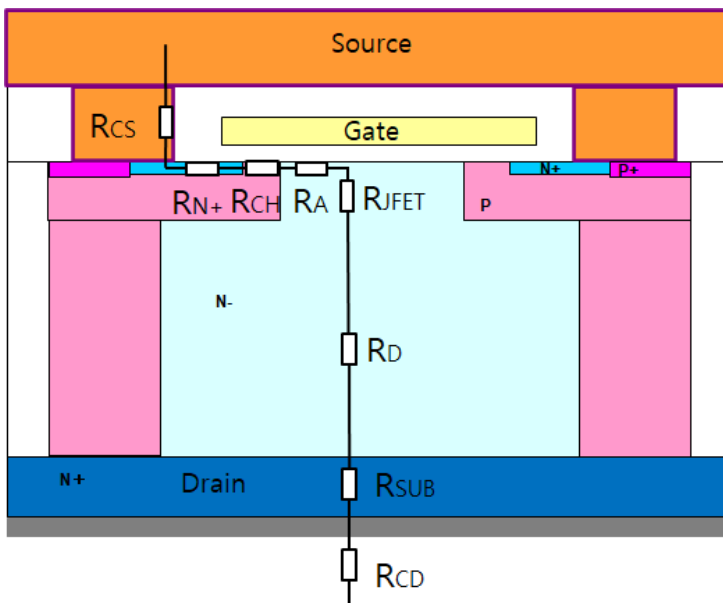 Source
RCS
Gate
N+
P+
RN+ RCH RA RJFET
P
N-
RD
N+
Drain
RSUB
RCD